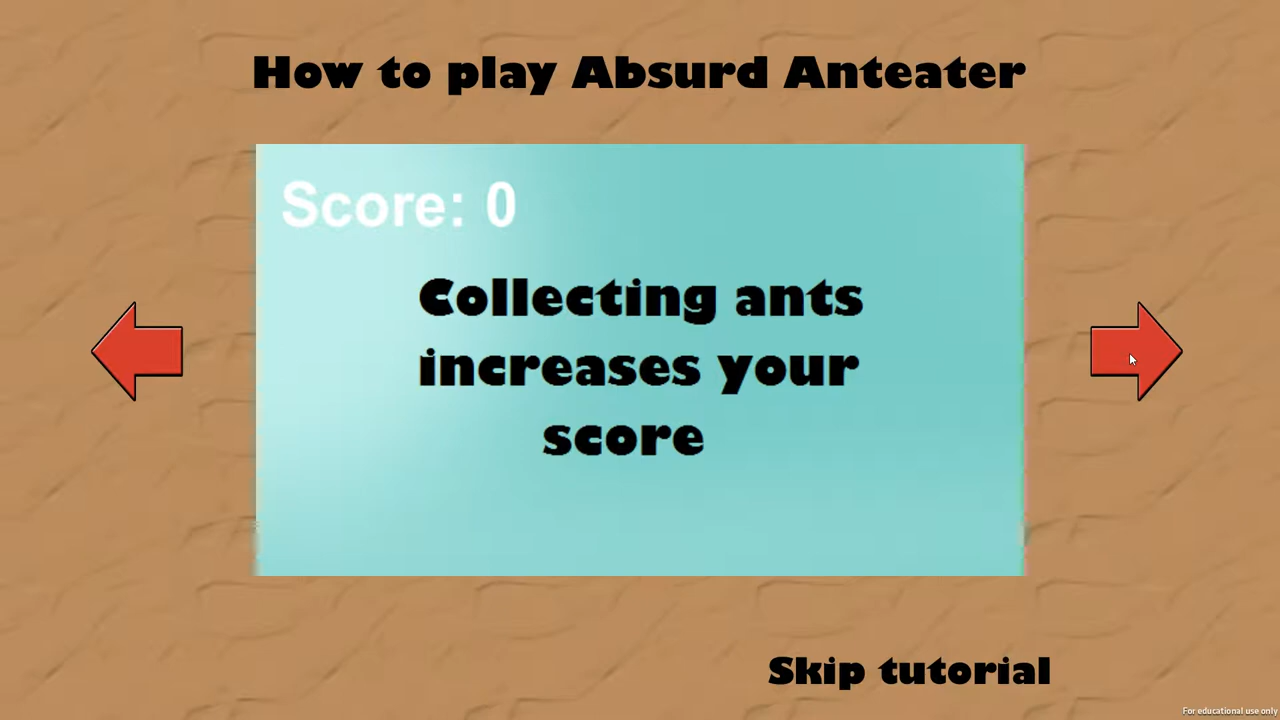 How to play Absurd Anteater
Score: 0
Collecting ants
increases your
score
Skip tutorial
For educational use only